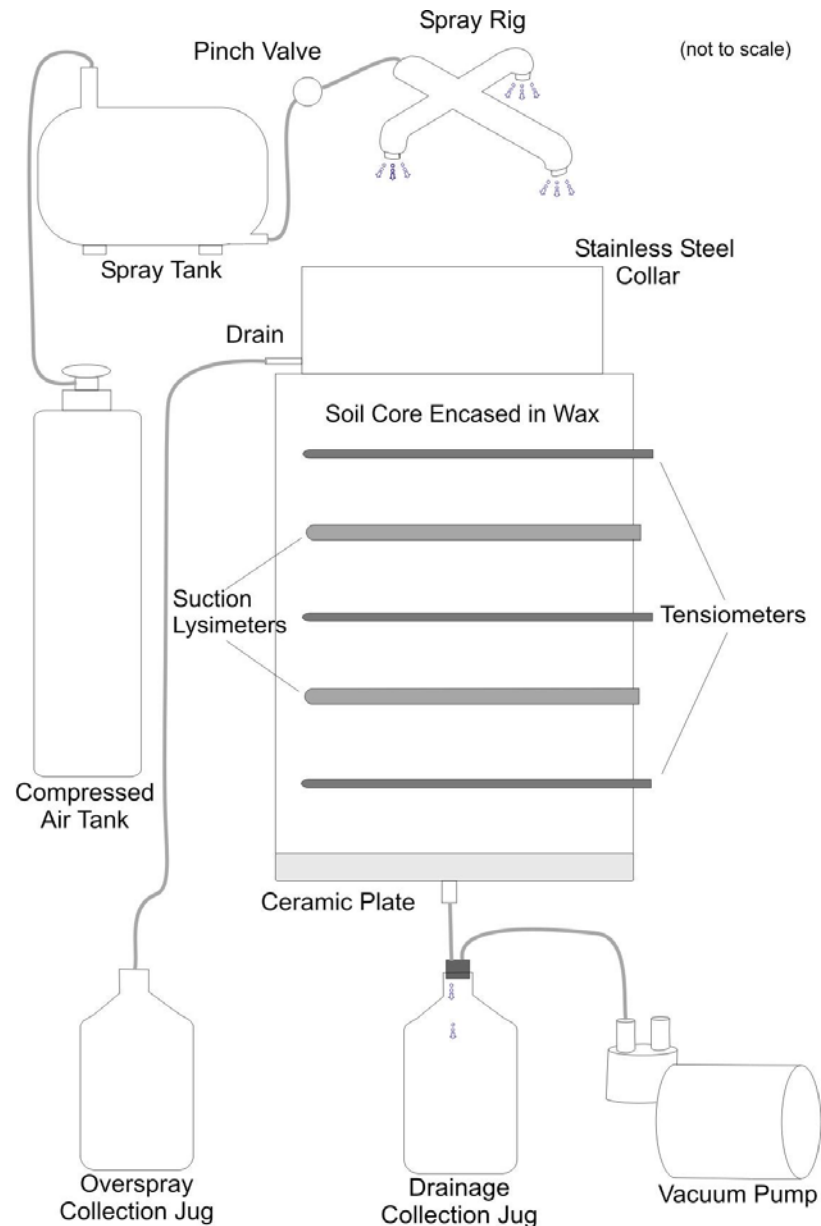 Spray Rig
(not to scale)
Pinch Valve
Spray Tank
Stainless Steel
Collar
Drain
Soil Core Encased in Wax
Suction
Lysimeters
Tensiometers
Compressed
Air Tank
Ceramic Plate
Overspray
Collection Jug
Drainage
Collection Jug
Vacuum Pump